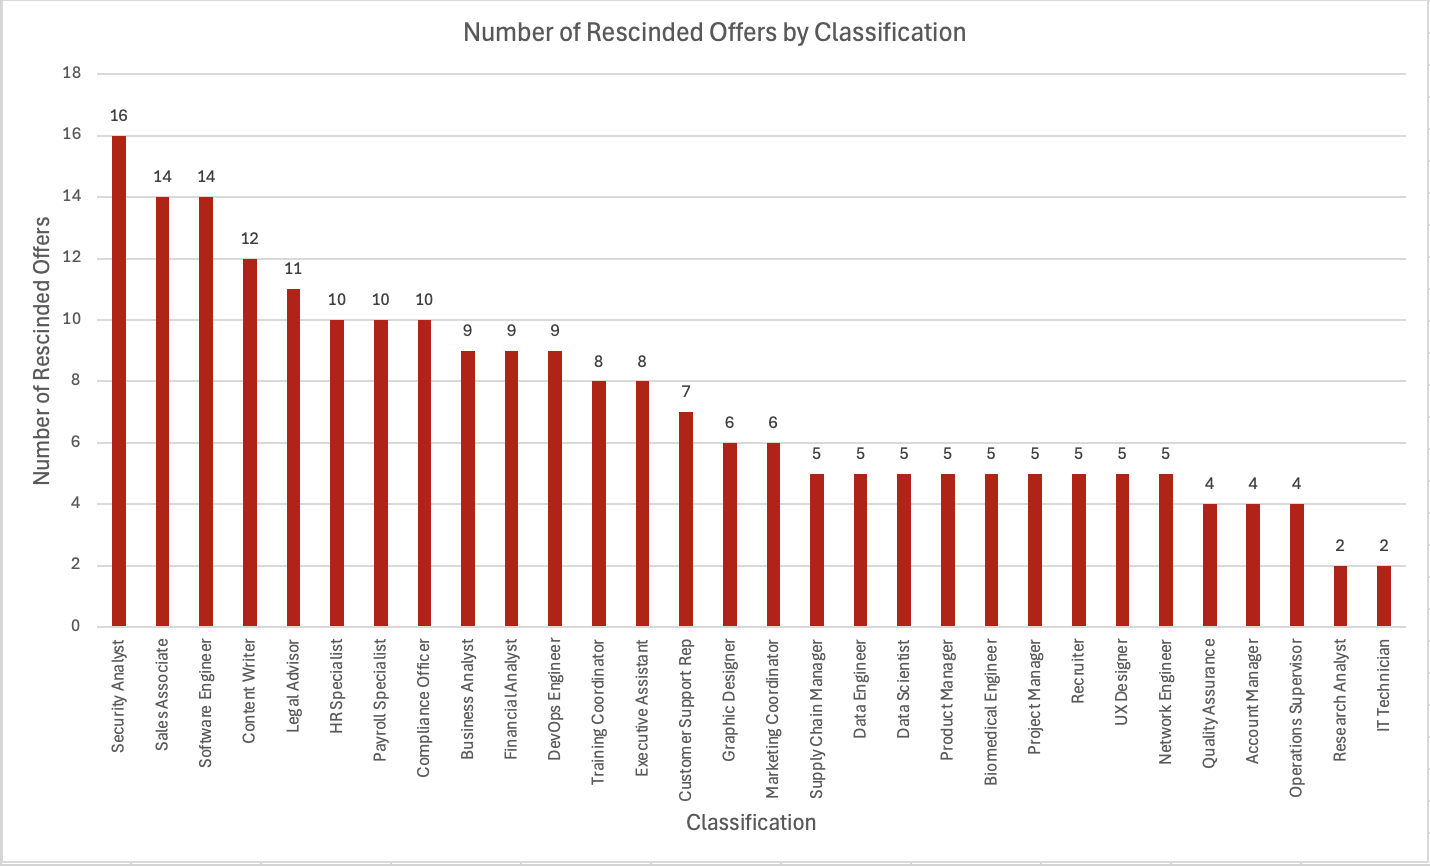 Number of Rescinded Offers by Classification
Number of Rescinded Offers
18
16
14
12
10
8
6
4
2
0
16
14
14
12
11
10
10
10
9
9
9
8
8
7
6
6
5
5
5
5
5
5
5
5
5
4
4
4
2
2
Security Analyst
Sales Associate
Software Engineer
Content Writer
Legal Advisor
HR Specialist
Payroll Specialist
Compliance Officer
Business Analyst
Financial Analyst
DevOps Engineer
Training Coordinator
Executive Assistant
Customer Support Rep
Graphic Designer
Marketing Coordinator
Supply Chain Manager
Data Engineer
Data Scientist
Product Manager
Biomedical Engineer
Project Manager
Recruiter
UX Designer
Network Engineer
Quality Assurance
Account Manager
Operations Supervisor
Research Analyst
IT Technician
Classification